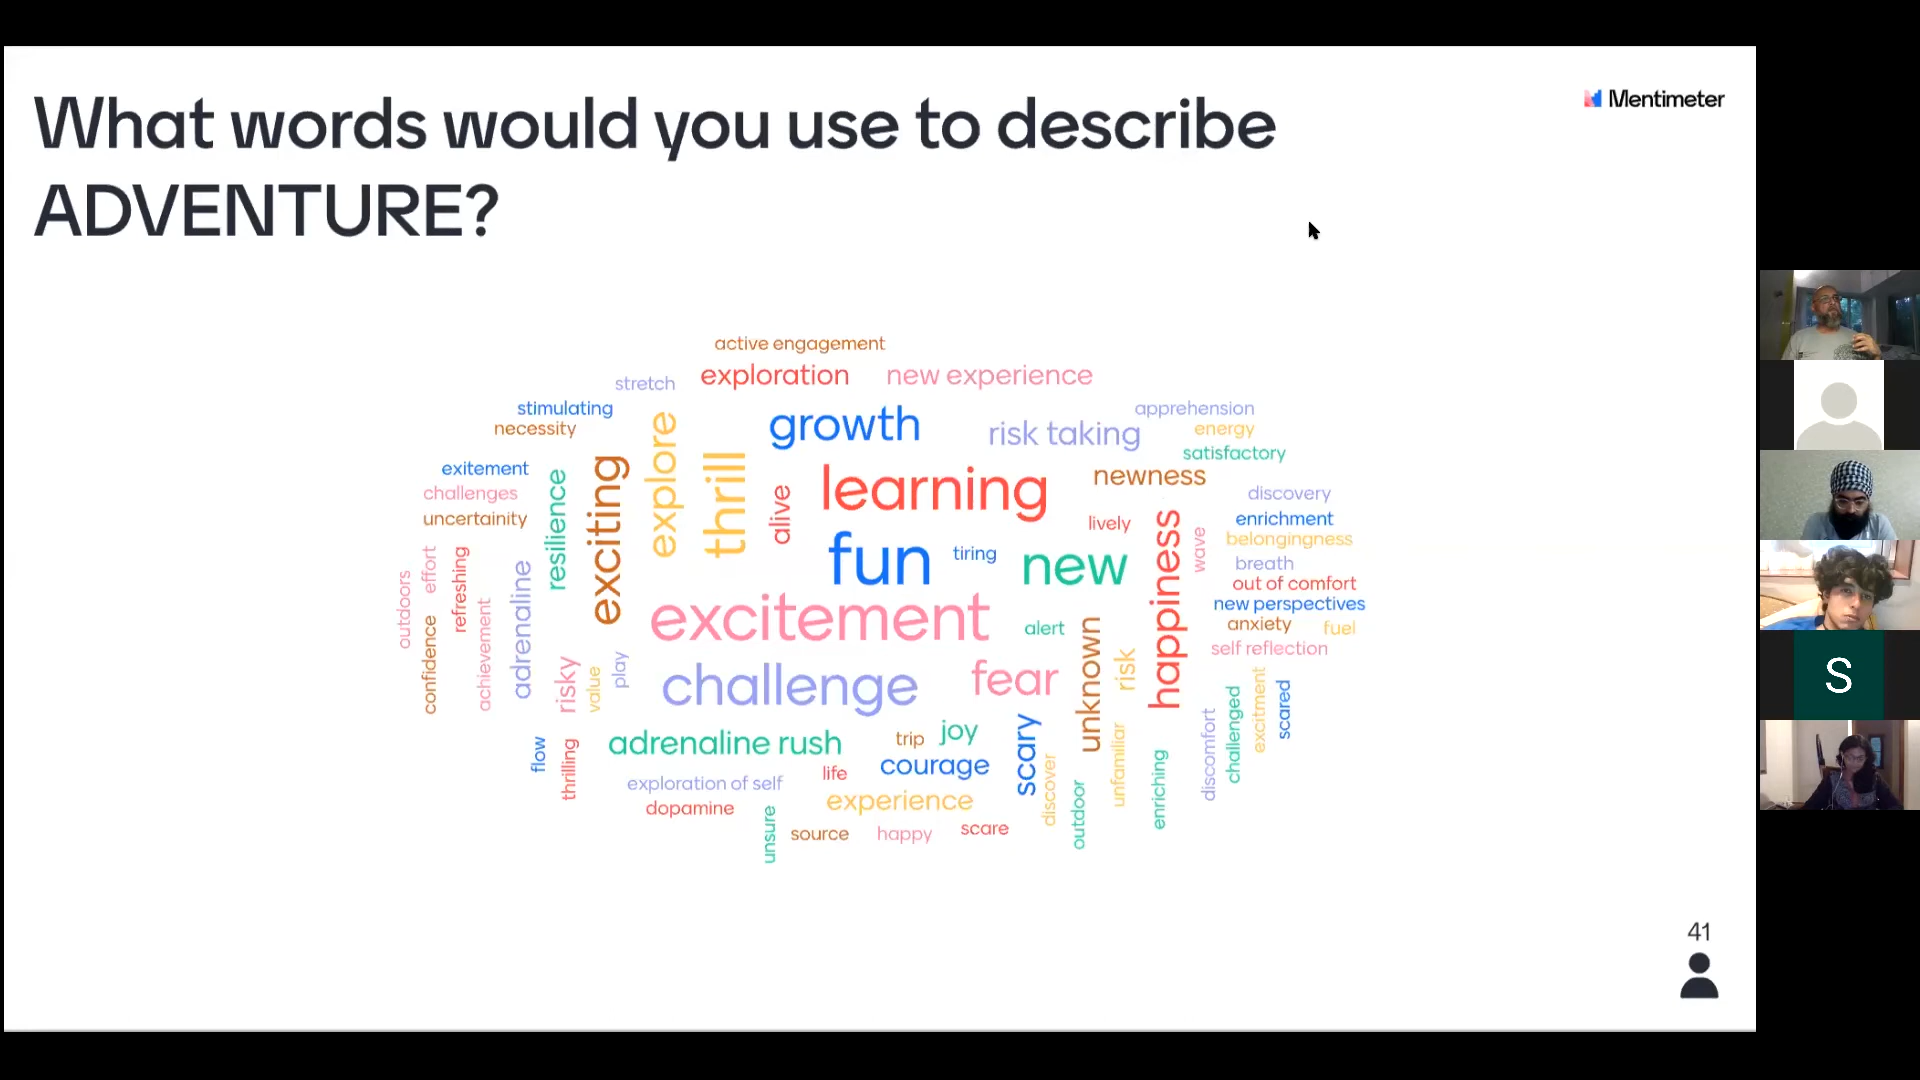 What words would you use to describe
ADVENTURE?
Mentimeter
active engagement
stretch
exploration
new experience
stimulating
necessity
explore
growth
risk taking
apprehension
energy
satisfactory
exitement
challenges
uncertainity
resilience
exciting
thrill
alive
learning
newness
lively
discovery
enrichment
belongingness
breath
out of comfort
new perspectives
anxiety
fuel
self reflection
outdoors
effort
refreshing
confidence
achievement
adrenaline
fun
tiring
new
happiness
wave
excitement
alert
risky
value
play
challenge
fear
unknown
risk
flow
thrilling
adrenaline rush
trip
joy
scary
courage
life
exploration of self
dopamine
experience
discover
unfamiliar
outdoor
enriching
discomfort
challenged
excitment
scared
unsure
source
happy
scare
41
S